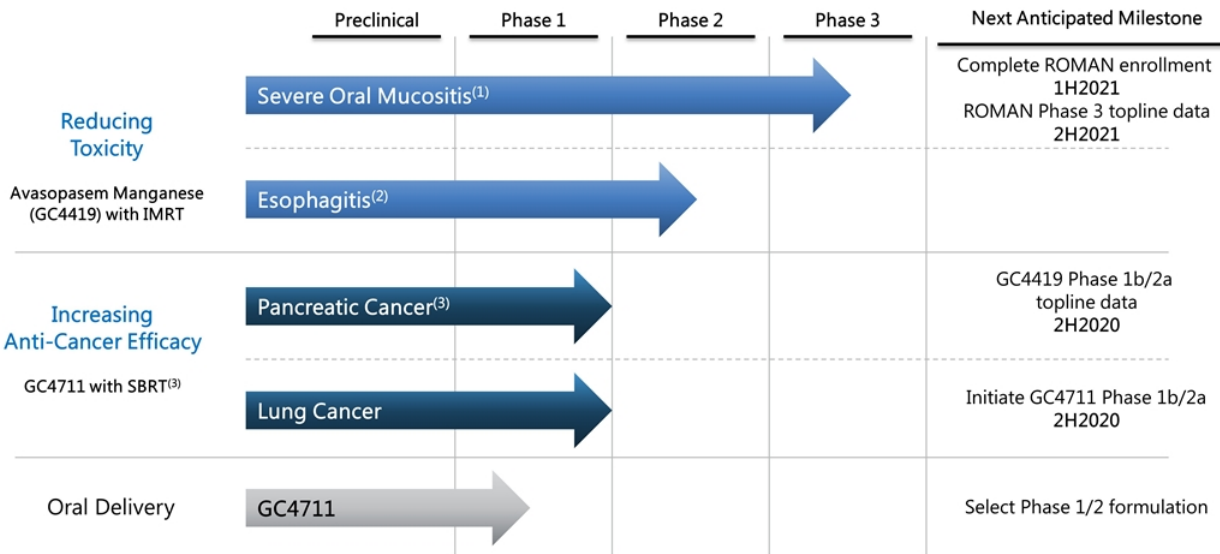 Preclinical Phase 1 Phase 2 Phase 3 Next Anticipated Milestone
Reducing
Toxicity
Avasopasem Manganese
(GC4419) with IMRT
Severe Oral Mucositis(1)
Complete ROMAN enrollment
1H2021
ROMAN Phase 3 topline data
2H2021
Esophagitis(2)
Increasing
Anti-Cancer Efficacy
GC4711 with SBRT(3)
Pancreatic Cancer(3)
GC4419 Phase 1b/2a
topline data
2H2020
Lung Cancer
Initiate GC4711 Phase 1b/2a
2H2020
Oral Delivery
GC4711
Select Phase 1/2 formulation